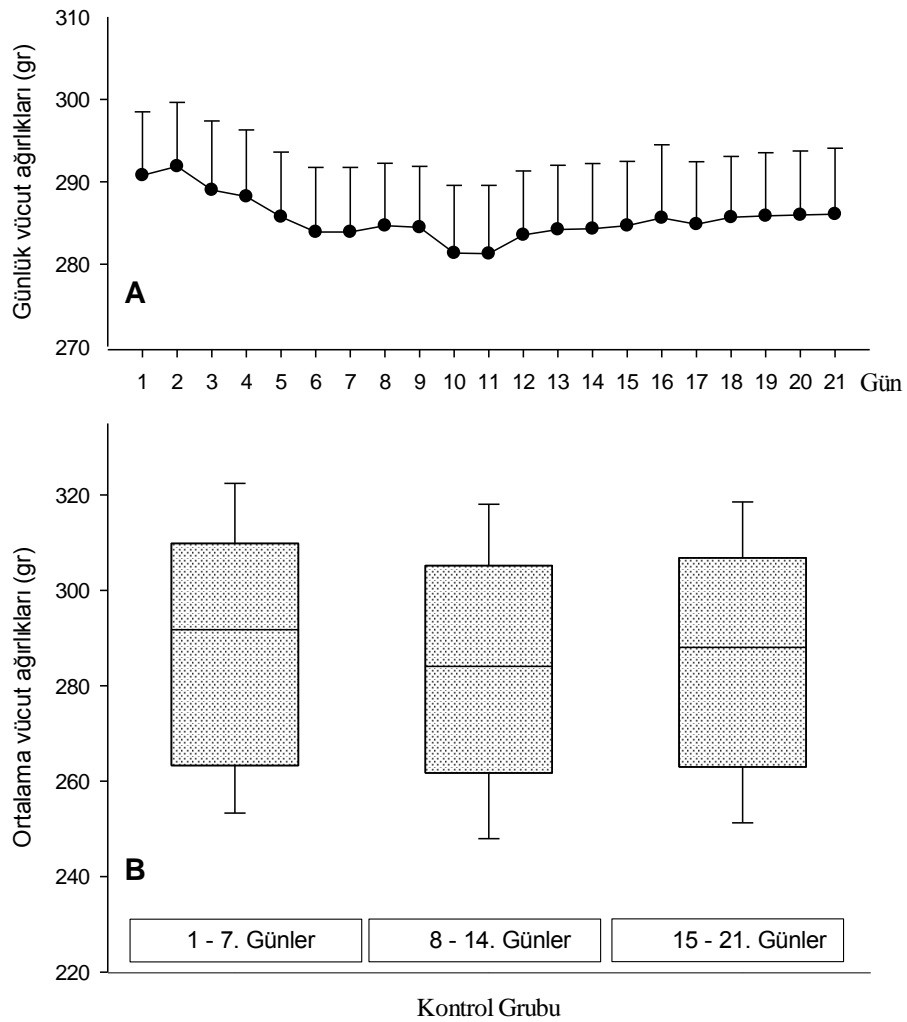 310
300
290
280
270
Günlük vücut ağırlıkları (gr)
A
1 2 3 4 5 6 7 8 9 10 11 12 13 14 15 16 17 18 19 20 21 Gün
320
300
280
260
240
220
Ortalama vücut ağırlıkları (gr)
B
1 - 7. Günler 8 - 14. Günler 15 - 21. Günler
Kontrol Grubu